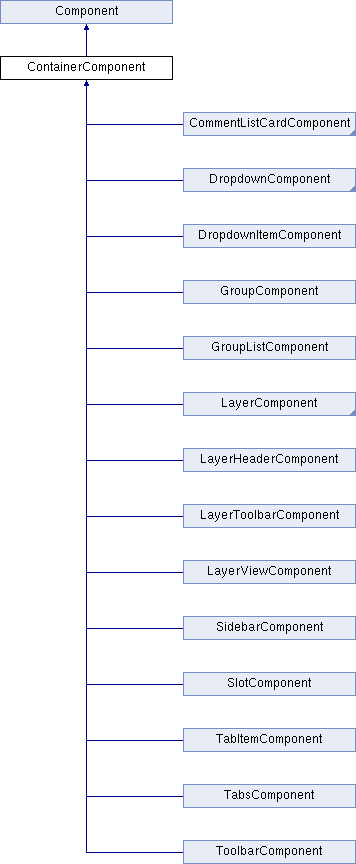 Component
ContainerComponent
CommentListCardComponent
DropdownComponent
DropdownItemComponent
GroupComponent
GroupListComponent
LayerComponent
LayerHeaderComponent
LayerToolbarComponent
LayerViewComponent
SidebarComponent
SlotComponent
TabItemComponent
TabsComponent
ToolbarComponent